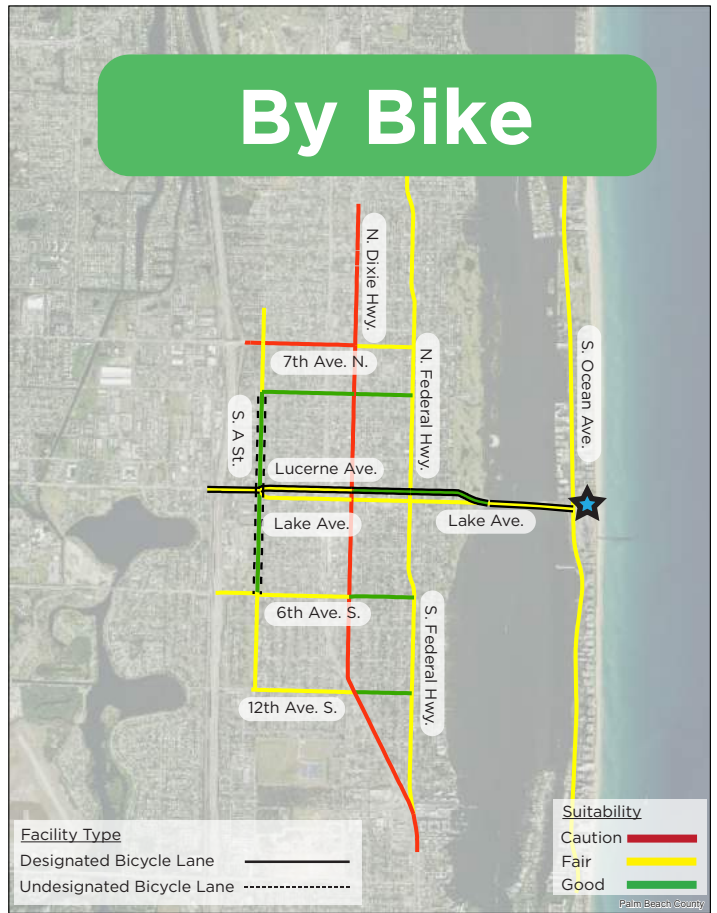 By Bike
N. Dixie Hwy.
7th Ave. N.
N. Federal Hwy.
S. Ocean Ave.
S. A St.
Lucerne Ave.
Lake Ave.
Lake Ave.
6th Ave. S.
S. Federal Hwy.
12th Ave. S.
Facility Type
Designated Bicycle Lane
Undesignated Bicycle Lane
Suitability
Caution
Fair
Good
Palm Beach County